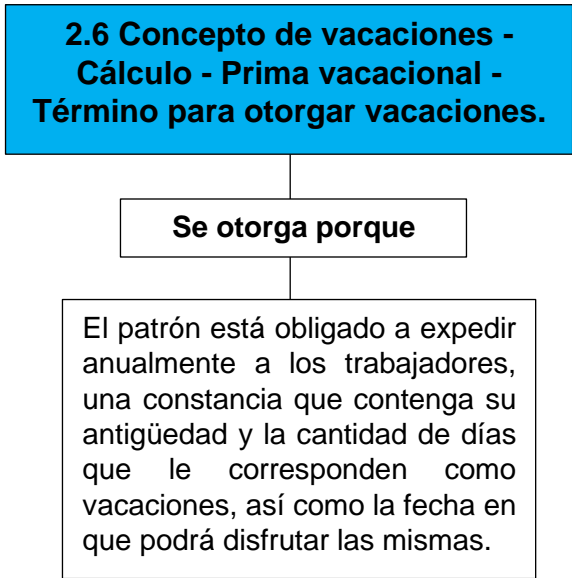 2.6 Concepto de vacaciones -
Cálculo - Prima vacacional -
Término para otorgar vacaciones.
Se otorga porque
El patrón está obligado a expedir
anualmente a los trabajadores,
una constancia que contenga su
antigüedad y la cantidad de días
que le corresponden como
vacaciones, así como la fecha en
que podrá disfrutar las mismas.